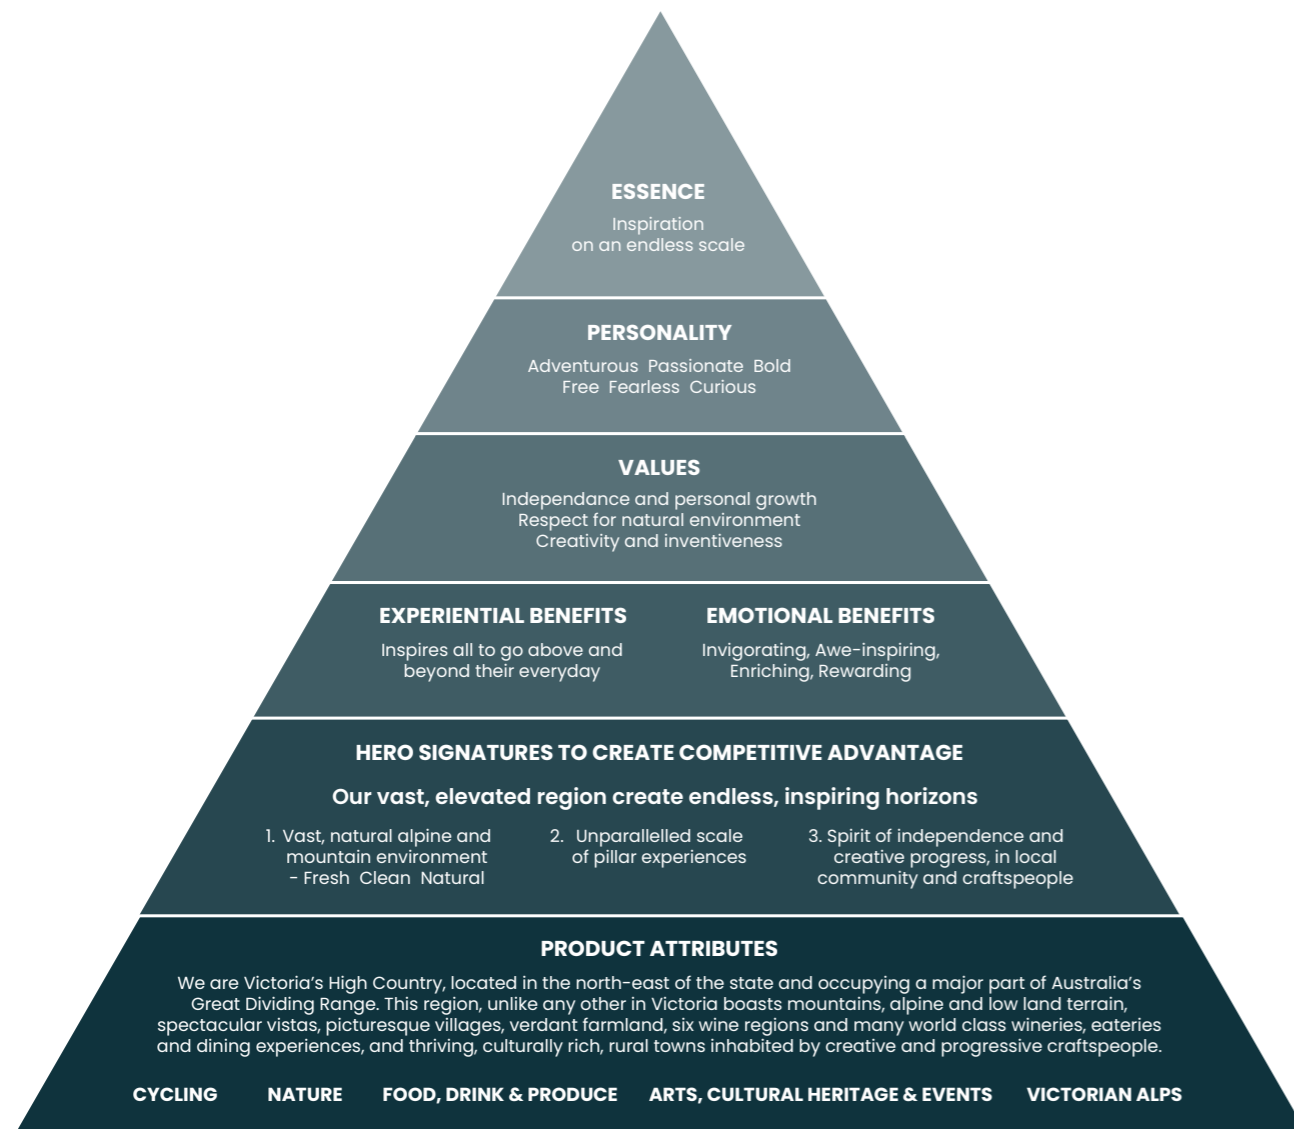 ESSENCE
Inspiration
on an endless scale
PERSONALITY
Adventurous Passionate Bold
Free Fearless Curious
VALUES
Independance and personal growth
Respect for natural environment
Creativity and inventiveness
EXPERIENTIAL BENEFITS
Inspires all to go above and
beyond their everyday
EMOTIONAL BENEFITS
Invigorating, Awe-inspiring,
Enriching, Rewarding
HERO SIGNATURES TO CREATE COMPETITIVE ADVANTAGE
Our vast, elevated region create endless, inspiring horizons
1. Vast, natural alpine and
mountain environment
- Fresh Clean Natural
2. Unparallelled scale
of pillar experiences
3. Spirit of independence and
creative progress, in local
community and craftspeople
PRODUCT ATTRIBUTES
We are Victoria’s High Country, located in the north-east of the state and occupying a major part of Australia’s
Great Dividing Range. This region, unlike any other in Victoria boasts mountains, alpine and low land terrain,
spectacular vistas, picturesque villages, verdant farmland, six wine regions and many world class wineries, eateries
and dining experiences, and thriving, culturally rich, rural towns inhabited by creative and progressive craftspeople.
CYCLING NATURE FOOD, DRINK & PRODUCE ARTS, CULTURAL HERITAGE & EVENTS VICTORIAN ALPS